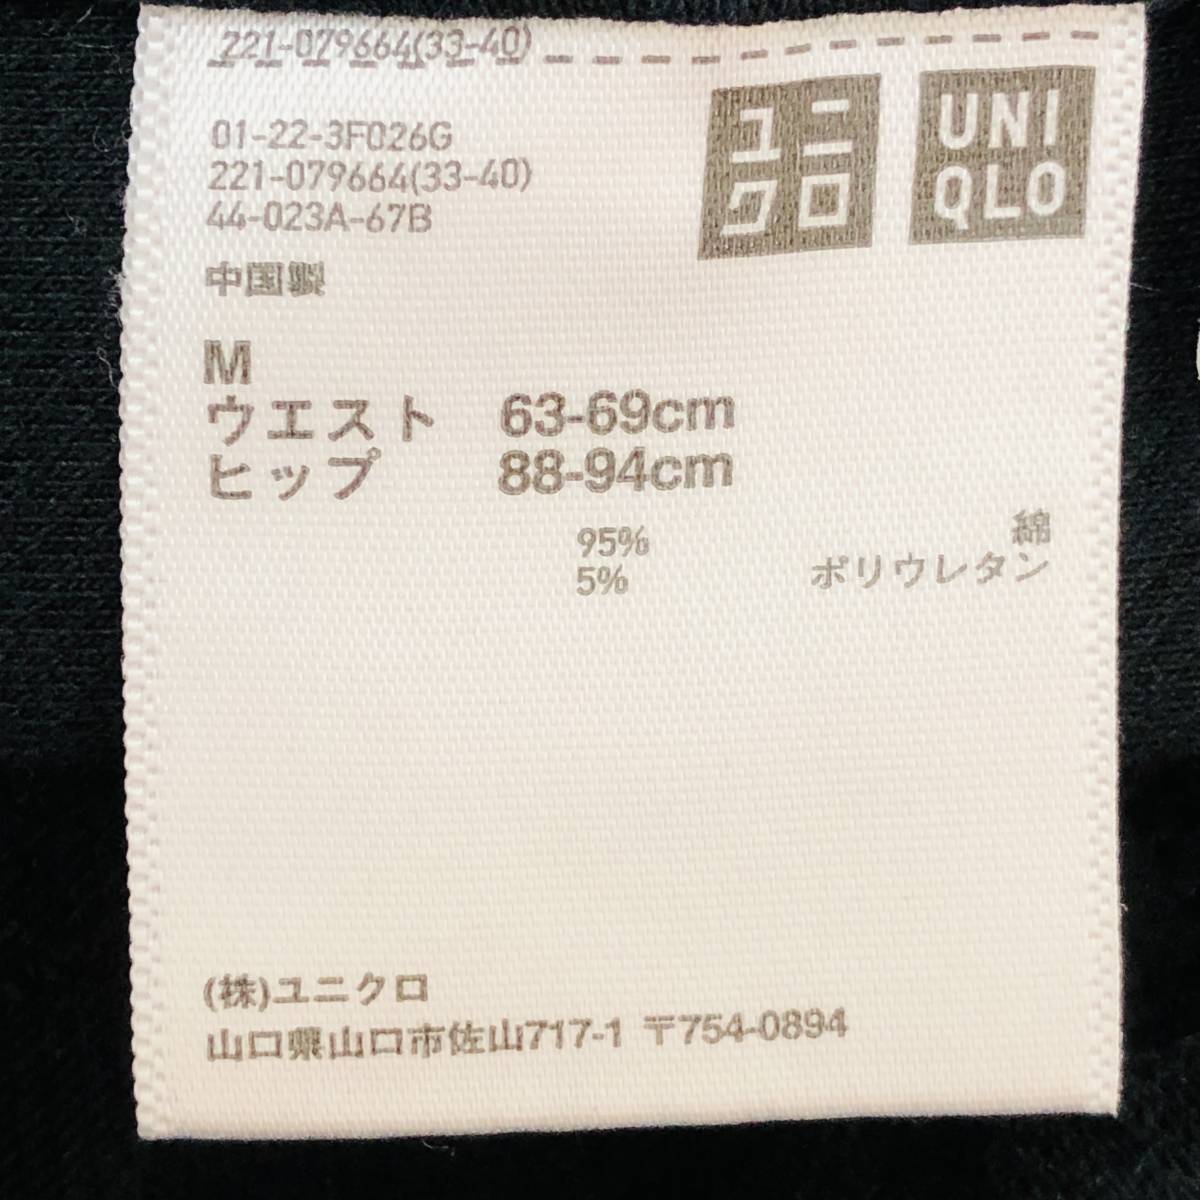 221-079664(33-40)
ユニ
クロ
UNI
QLO
01-22-3F026G
221-079664(33-40)
44-023A-67B
中国製
M
ウエスト 63-69cm
ヒップ 88-94cm
95% 綿
5% ポリウレタン
(株)ユニクロ
山口県山口市佐山717-1 〒754-0894